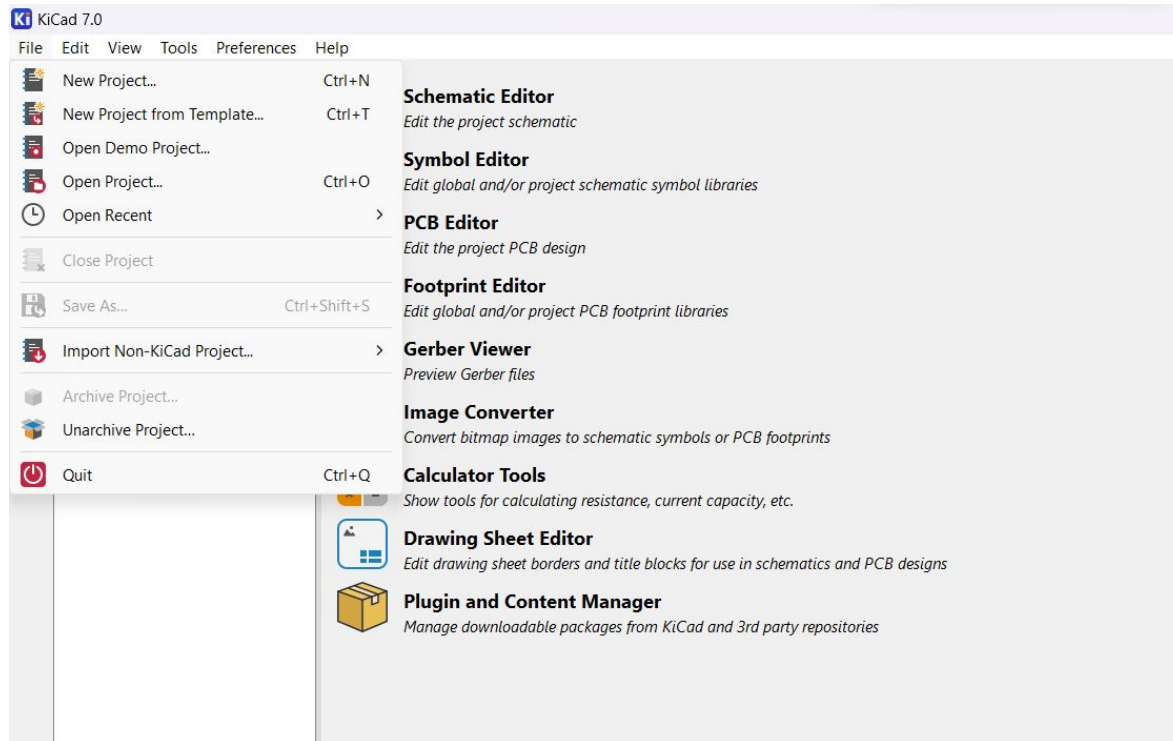 Ki KiCad 7.0
File Edit View Tools Preferences Help
New Project... Ctrl+N
New Project from Template... Ctrl+T
Open Demo Project...
Open Project... Ctrl+O
Open Recent
Close Project
Save As... Ctrl+Shift+S
Import Non-KiCad Project...
Archive Project...
Unarchive Project...
Quit Ctrl+Q
Schematic Editor
Edit the project schematic
Symbol Editor
Edit global and/or project schematic symbol libraries
PCB Editor
Edit the project PCB design
Footprint Editor
Edit global and/or project PCB footprint libraries
Gerber Viewer
Preview Gerber files
Image Converter
Convert bitmap images to schematic symbols or PCB footprints
Calculator Tools
Show tools for calculating resistance, current capacity, etc.
Drawing Sheet Editor
Edit drawing sheet borders and title blocks for use in schematics and PCB designs
Plugin and Content Manager
Manage downloadable packages from KiCad and 3rd party repositories